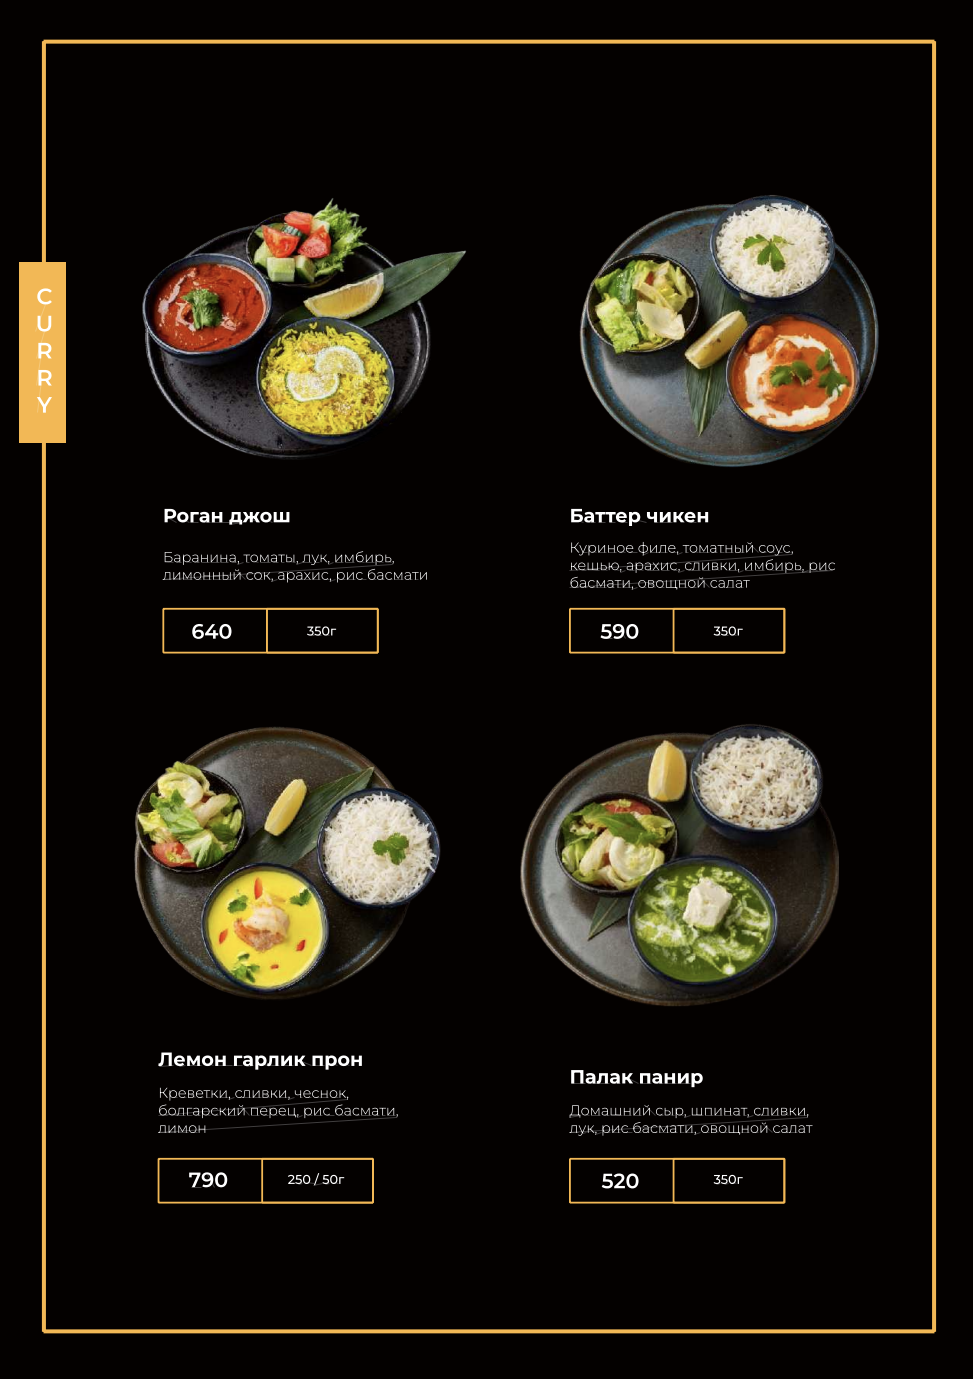 CURRY
Роган джош
Баранина, томаты, лук, имбирь,
лимонный сок, арахис, рис басмати
640
350г
Баттер чикен
Куриное филе, томатный соус,
кешью, арахис, сливки, имбирь, рис
басмати, овощной салат
590
350г
Лемон гарлик прон
Креветки, сливки, чеснок,
болгарский перец, рис басмати,
лимон
790
250 / 50г
Палак панир
Домашний сыр, шпинат, сливки,
лук, рис басмати, овощной салат
520
350г